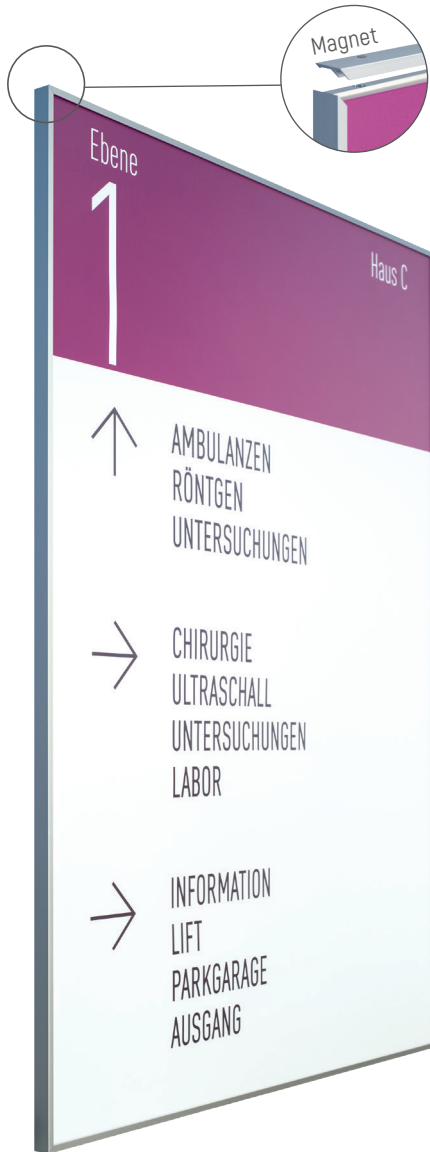 Magnet
Ebene
1
Haus C
AMBULANZEN
RÖNTGEN
UNTERSUCHUNGEN
CHIRURGIE
ULTRASCHALL
UNTERSUCHUNGEN
LABOR
INFORMATION
LIFT
PARKGARAGE
AUSGANG